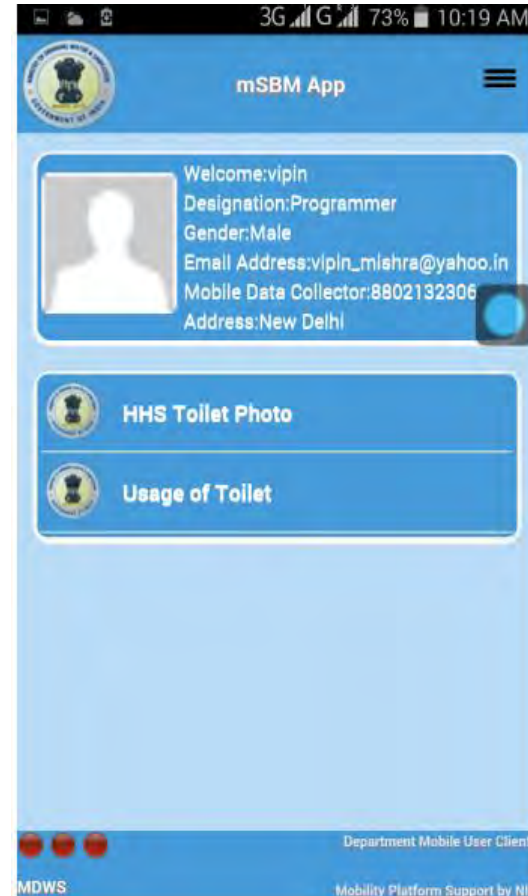 3G G 73% 10:19 AM
mSBM App
Welcome:vipin
Designation:Programmer
Gender:Male
Email Address:vipin_mishra@yahoo.in
Mobile Data Collector:8802132306
Address:New Delhi
HHS Toilet Photo
Usage of Toilet
Department Mobile User Client
MDWS
Mobility Platform Support by